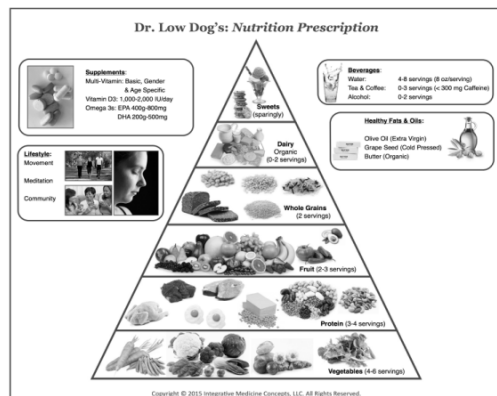 Dr. Low Dog's: Nutrition Prescription
Supplements:
Multi-Vitamin: Basic, Gender
& Age Specific
Vitamin D3: 1,000-2,000 IU/day
Omega 3s: EPA 400g-800mg
DHA 200g-500mg
Beverages:
Water: 4-8 servings (8 oz/serving)
Tea & Coffee: 0-3 servings (< 300 mg Caffeine)
Alcohol: 0-2 servings
Healthy Fats & Oils:
Olive Oil (Extra Virgin)
Grape Seed (Cold Pressed)
Butter (Organic)
Lifestyle:
Movement
Meditation
Community
Sweets
(sparingly)
Dairy
Organic
(0-2 servings)
Whole Grains
(2 servings)
Fruit (2-3 servings)
Protein (3-4 servings)
Vegetables (4-6 servings)
Copyright © 2015 Integrative Medicine Concepts, LLC. All Rights Reserved.